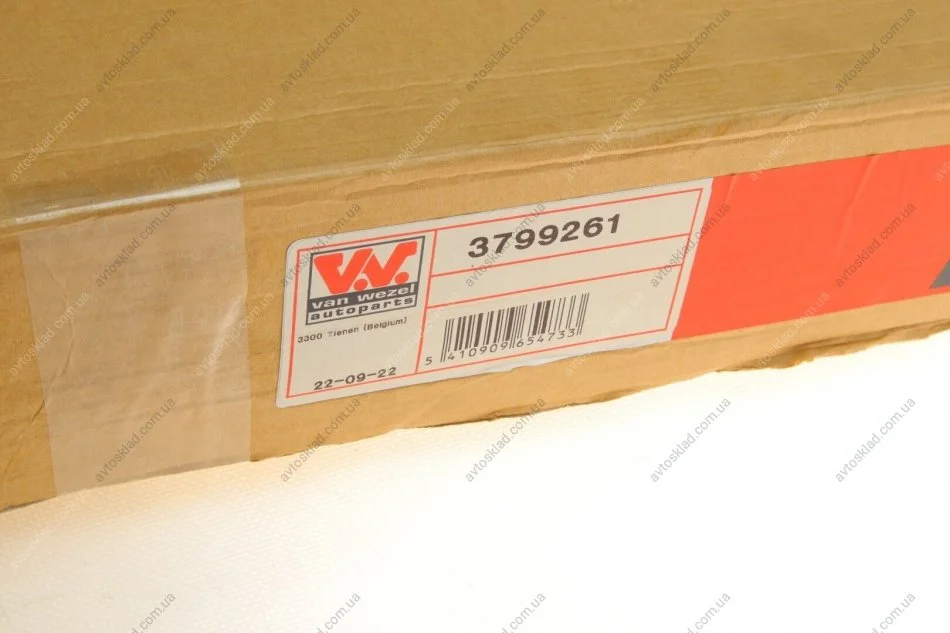 3799261
V.W.
van wezel
autoparts
3300 Tienen (Belgium)
22-09-22
5 410909 654733
avtosklad.com.ua